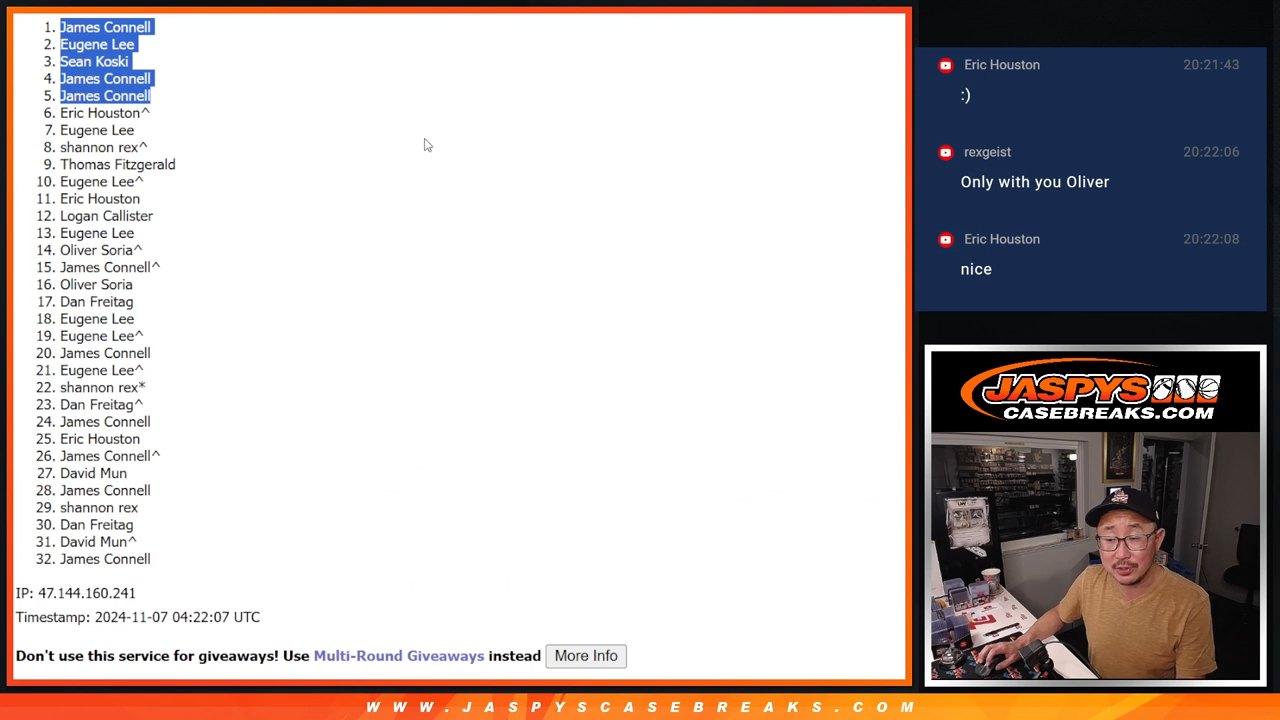 1. James Connell
2. Eugene Lee
3. Sean Koski
4. James Connell
5. James Connell
6. Eric Houston^
7. Eugene Lee
8. shannon rex^
9. Thomas Fitzgerald
10. Eugene Lee^
11. Eric Houston
12. Logan Callister
13. Eugene Lee
14. Oliver Soria^
15. James Connell^
16. Oliver Soria
17. Dan Freitag
18. Eugene Lee
19. Eugene Lee^
20. James Connell
21. Eugene Lee^
22. shannon rex*
23. Dan Freitag^
24. James Connell
25. Eric Houston
26. James Connell^
27. David Mun
28. James Connell
29. shannon rex
30. Dan Freitag
31. David Mun^
32. James Connell
IP: 47.144.160.241
Timestamp: 2024-11-07 04:22:07 UTC
Don't use this service for giveaways! Use Multi-Round Giveaways instead More Info
Eric Houston 20:21:43
:)
rexgeist 20:22:06
Only with you Oliver
Eric Houston 20:22:08
nice
JASPYS
CASEBREAKS.COM
WWW.JASPYSCASEBREAKS.COM